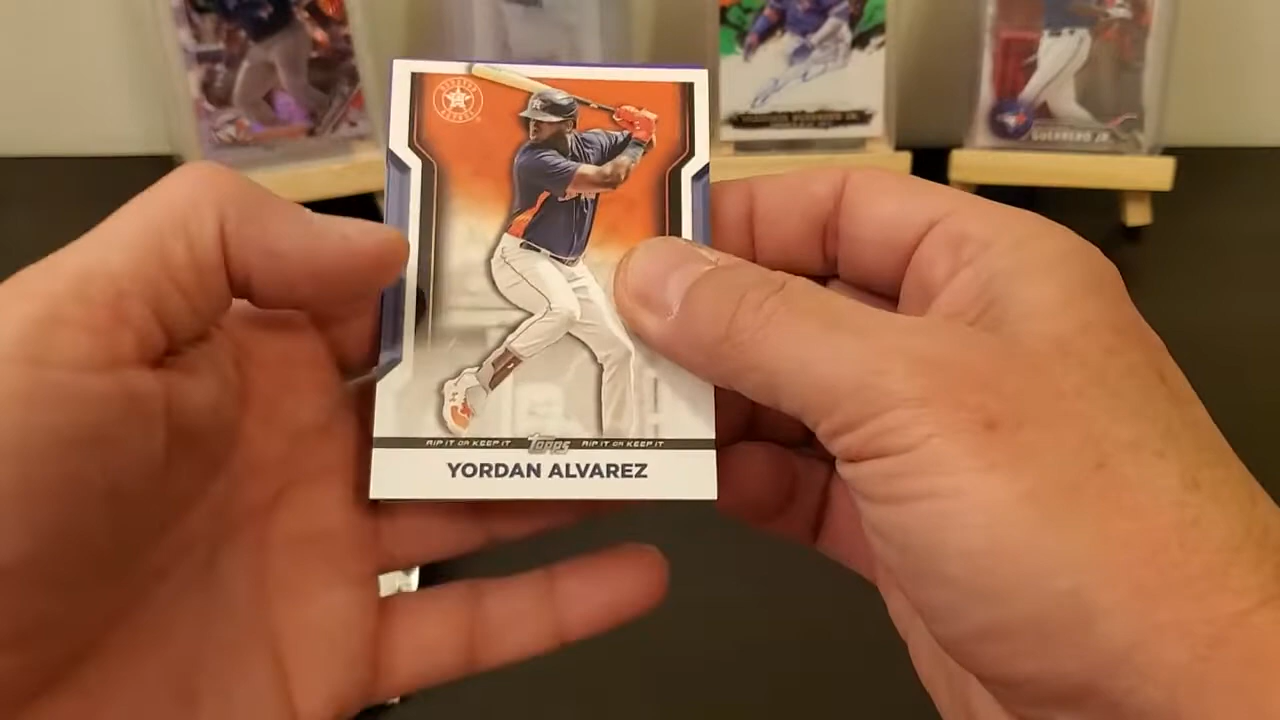 HOUSTON
ASTROS
RIP IT OR KEEP IT Topps RIP IT OR KEEP IT
YORDAN ALVAREZ
GUERRERO JR.